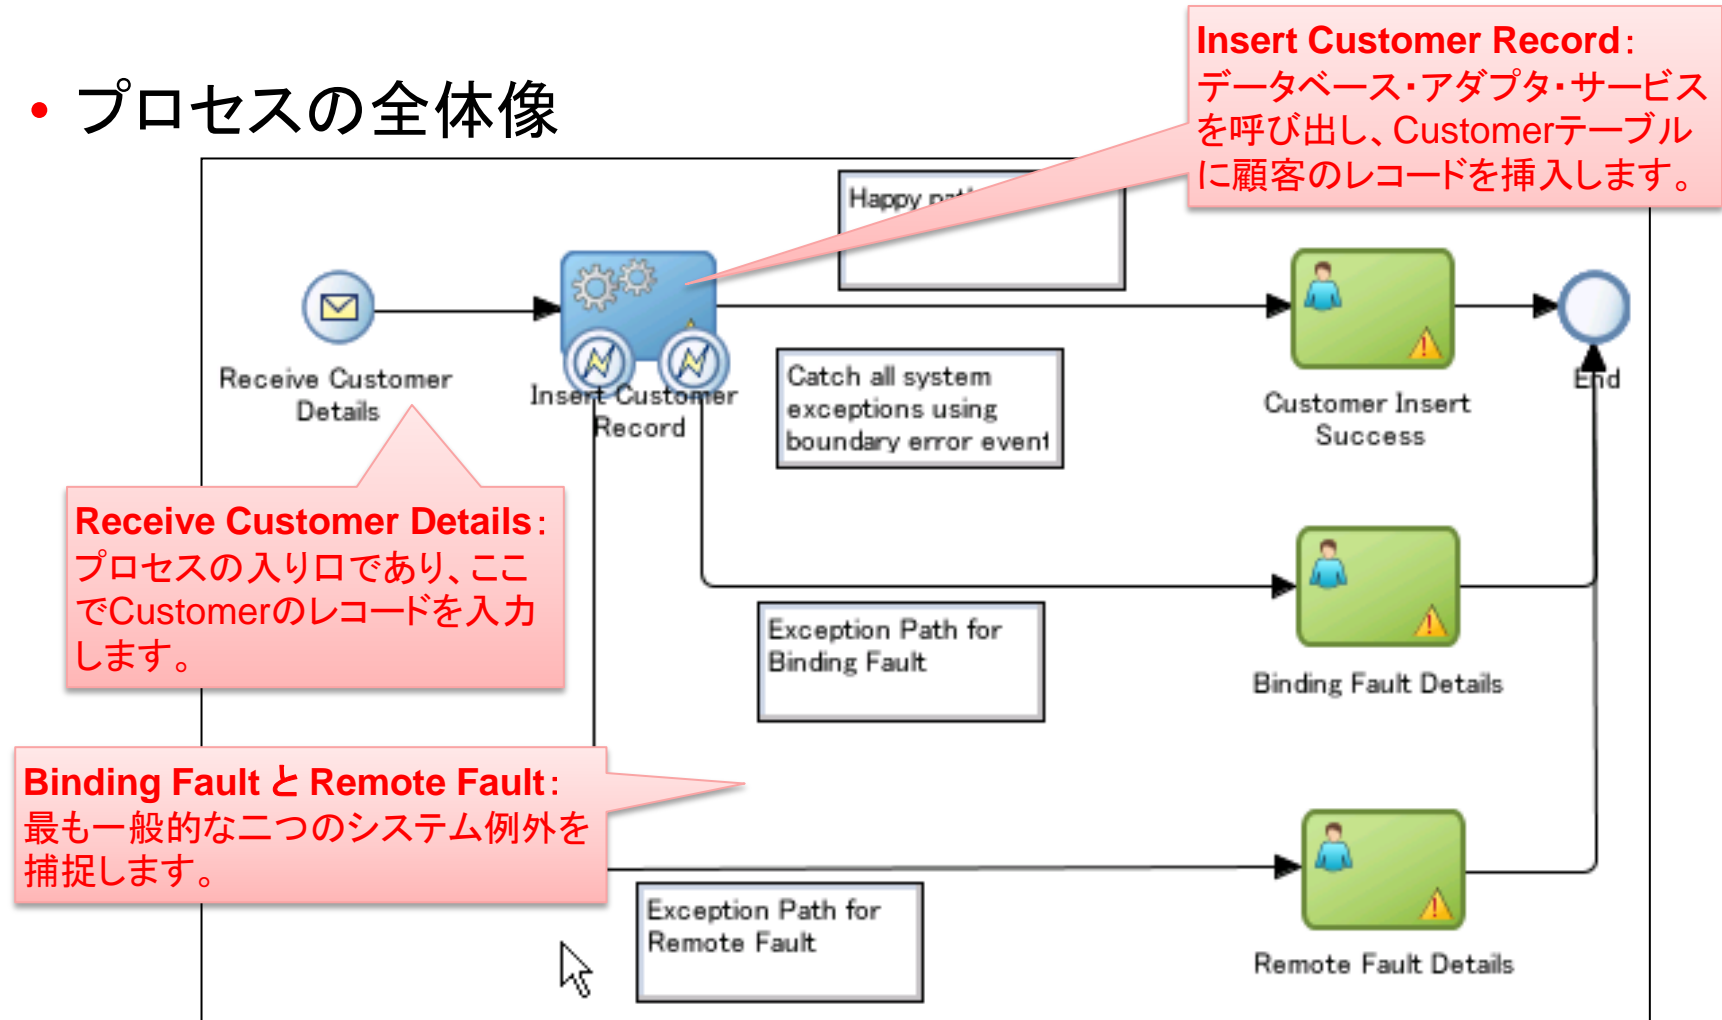 • プロセスの全体像
Insert Customer Record：
データベース・アダプタ・サービス
を呼び出し、Customerテーブル
に顧客のレコードを挿入します。
Happy
Receive Customer
Details
Insert Customer
Record
Catch all system
exceptions using
boundary error event
Customer Insert
Success
End
Receive Customer Details：
プロセスの入り口であり、ここ
でCustomerのレコードを入力
します。
Exception Path for
Binding Fault
Binding Fault Details
Binding Fault と Remote Fault：
最も一般的な二つのシステム例外を
捕捉します。
Exception Path for
Remote Fault
Remote Fault Details